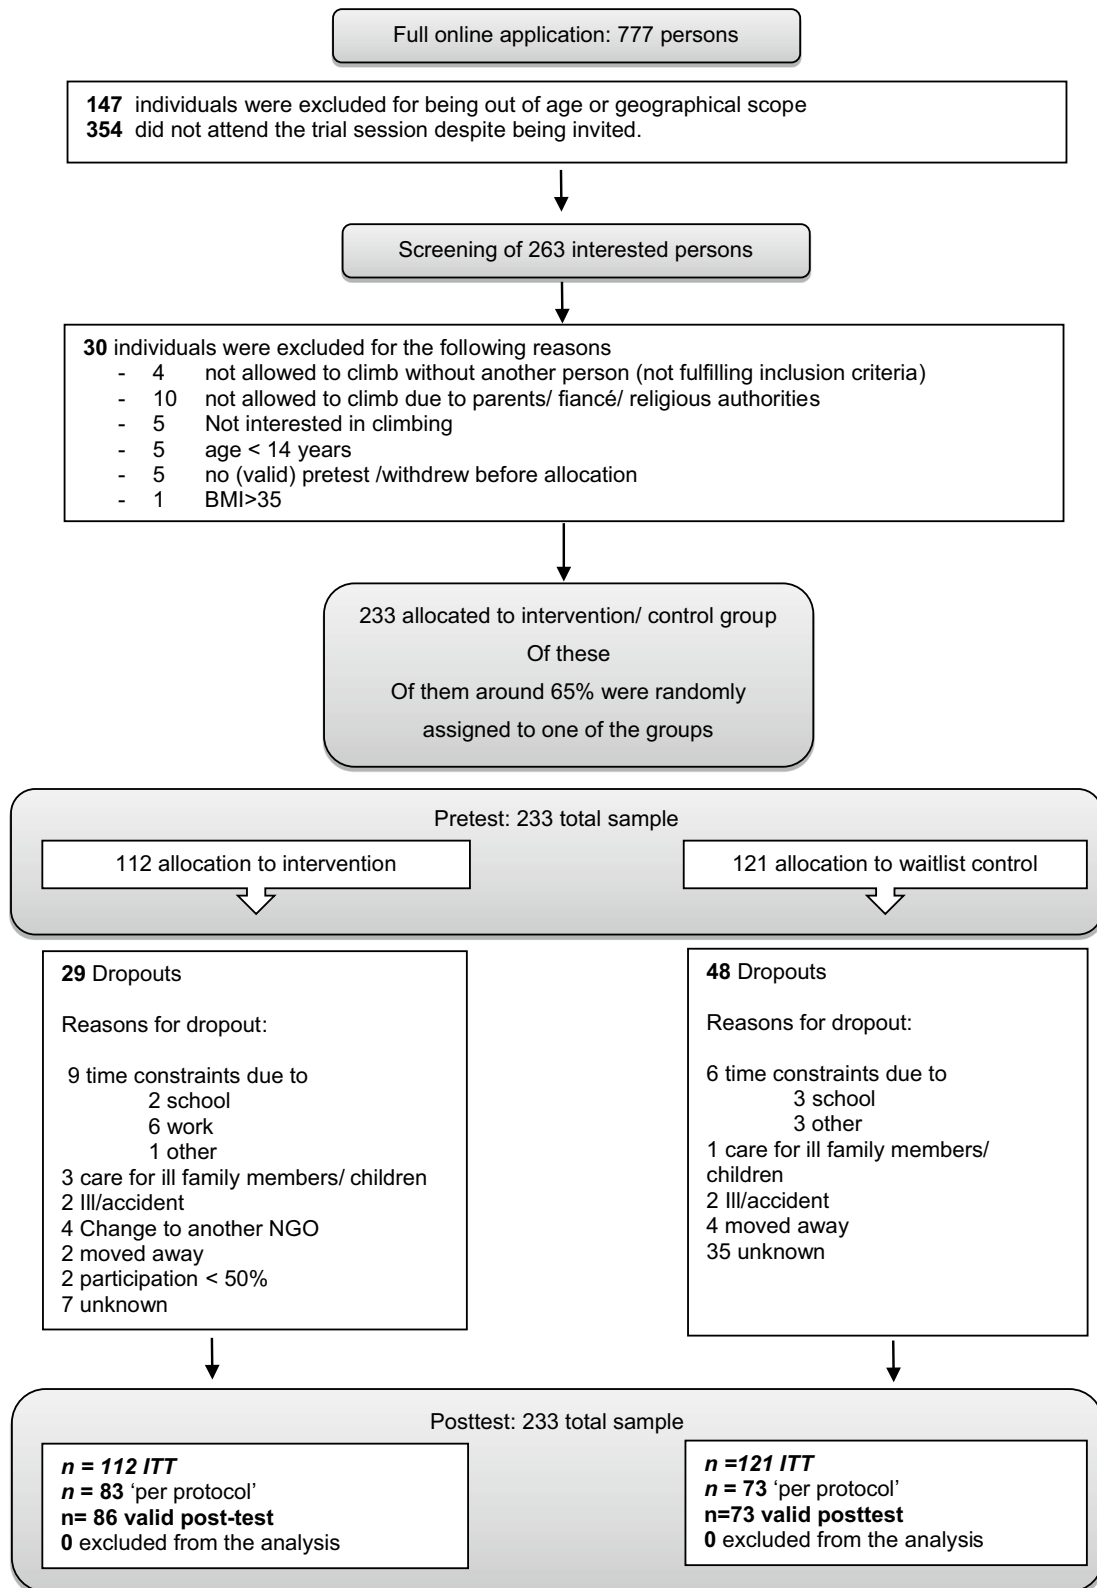 Full online application: 777 persons
147 individuals were excluded for being out of age or geographical scope
354 did not attend the trial session despite being invited.
Screening of 263 interested persons
30 individuals were excluded for the following reasons
- 4 not allowed to climb without another person (not fulfilling inclusion criteria)
- 10 not allowed to climb due to parents/ fiancé/ religious authorities
- 5 Not interested in climbing
- 5 age < 14 years
- 5 no (valid) pretest /withdrew before allocation
- 1 BMI>35
233 allocated to intervention/ control group
Of these
Of them around 65% were randomly
assigned to one of the groups
Pretest: 233 total sample
112 allocation to intervention
121 allocation to waitlist control
29 Dropouts
Reasons for dropout:
9 time constraints due to
2 school
6 work
1 other
3 care for ill family members/ children
2 Ill/accident
4 Change to another NGO
2 moved away
2 participation < 50%
7 unknown
48 Dropouts
Reasons for dropout:
6 time constraints due to
3 school
3 other
1 care for ill family members/
children
2 Ill/accident
4 moved away
35 unknown
Posttest: 233 total sample
n = 112 ITT
n = 83 'per protocol'
n= 86 valid post-test
0 excluded from the analysis
n =121 ITT
n = 73 'per protocol'
n=73 valid posttest
0 excluded from the analysis